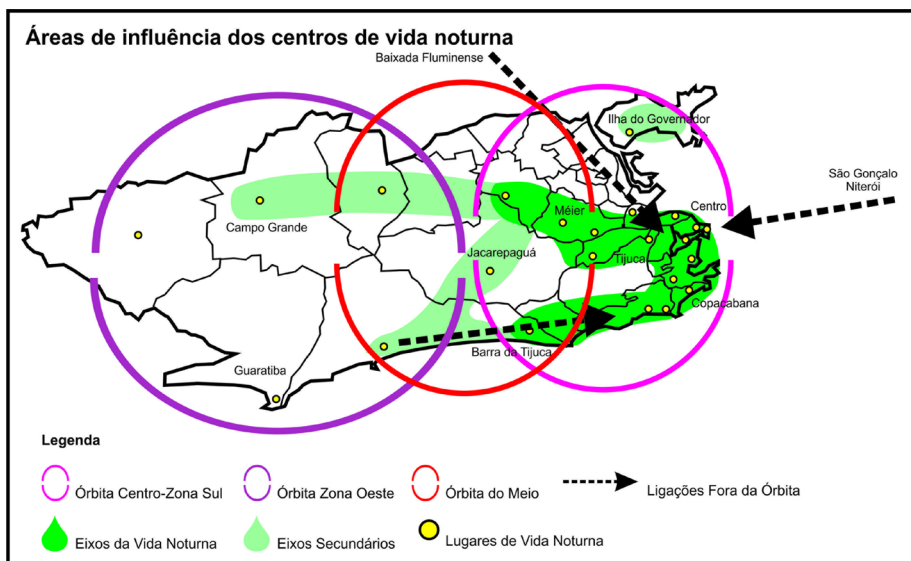 Áreas de influência dos centros de vida noturna
Baixada Fluminense
Ilha do Governador
São Gonçalo
Niterói
Centro
Méier
Campo Grande
Jacarepaguá
Tijuca
Copacabana
Barra da Tijuca
Guaratiba
Legenda
Órbita Centro-Zona Sul
Órbita Zona Oeste
Órbita do Meio
Ligações Fora da Órbita
Eixos da Vida Noturna
Eixos Secundários
Lugares de Vida Noturna